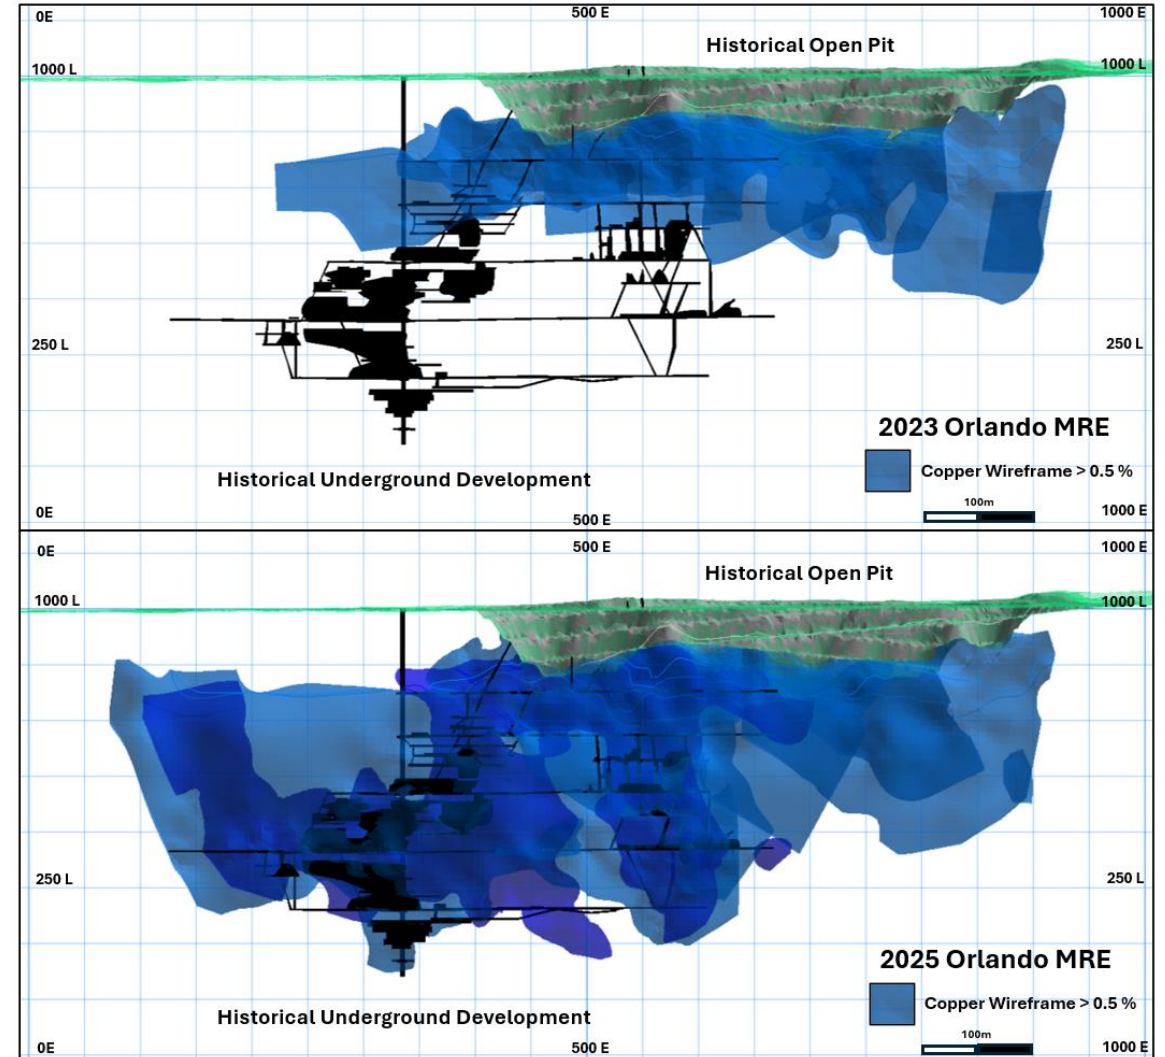 0E 500 E 1000 E
Historical Open Pit
1000 L 1000 L
250 L 250 L
2023 Orlando MRE
Copper Wireframe > 0.5 %
Historical Underground Development
100m
0E 500 E 1000 E
0E 500 E 1000 E
Historical Open Pit
1000 L 1000 L
250 L 250 L
2025 Orlando MRE
Copper Wireframe > 0.5 %
Historical Underground Development
100m
0E 500 E 1000 E